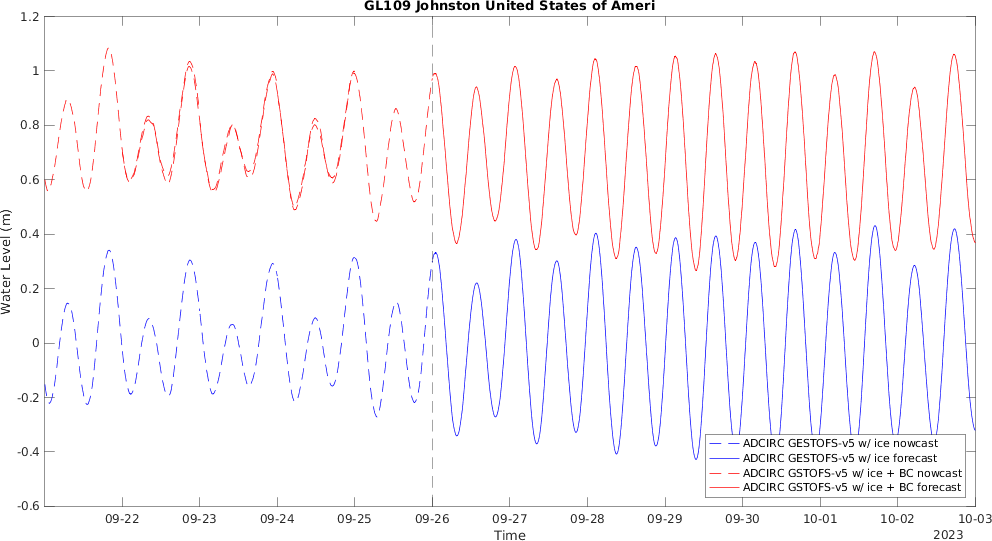 GL109 Johnston United States of Ameri
1.2
1
0.8
0.6
0.4
0.2
0
-0.2
-0.4
-0.6
Water Level (m)
ADCIRC GESTOFS-v5 w/ ice nowcast
ADCIRC GESTOFS-v5 w/ ice forecast
ADCIRC GSTOFS-v5 w/ ice + BC nowcast
ADCIRC GSTOFS-v5 w/ ice + BC forecast
09-22 09-23 09-24 09-25 09-26 09-27 09-28 09-29 09-30 10-01 10-02 10-03
Time
2023